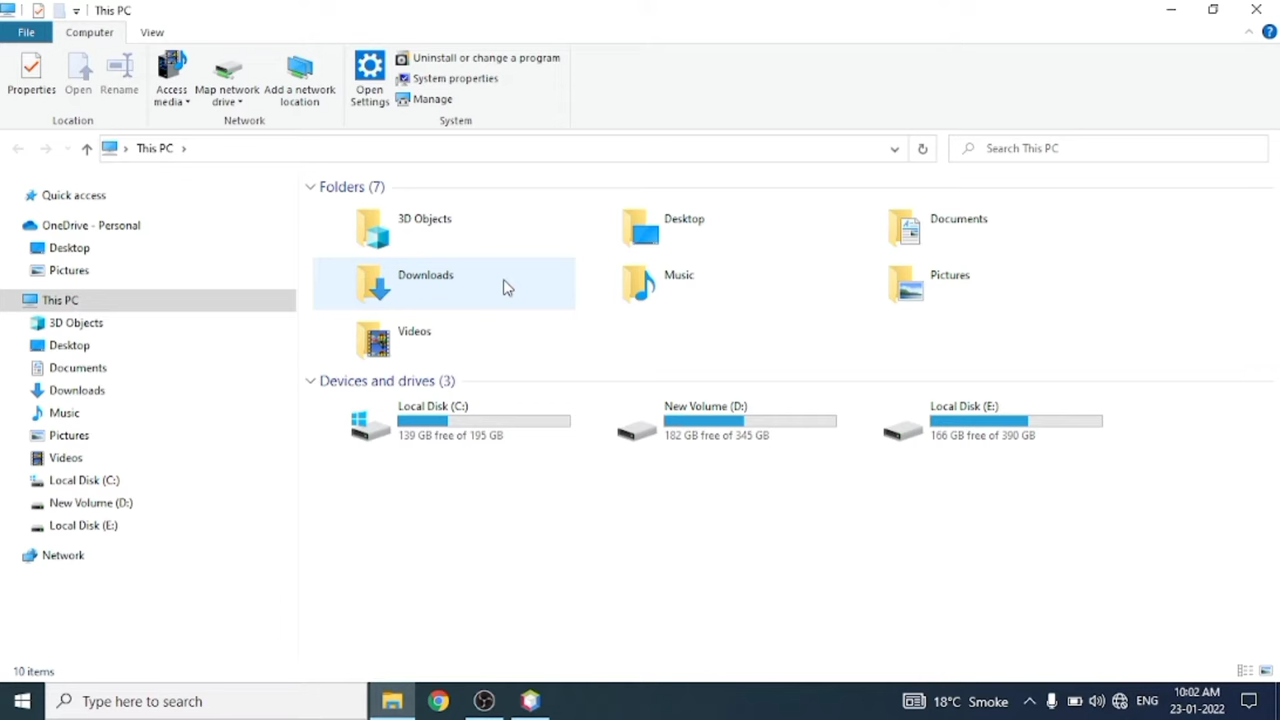 This PC
File
Computer
View
Properties
Open
Rename
Access media
Map network drive
Add a network location
Open Settings
Uninstall or change a program
System properties
Manage
Location
Network
System
This PC
Search This PC
Quick access
OneDrive - Personal
Desktop
Pictures
This PC
3D Objects
Desktop
Documents
Downloads
Music
Pictures
Videos
Local Disk (C:)
New Volume (D:)
Local Disk (E:)
Network
Folders (7)
3D Objects
Desktop
Documents
Downloads
Music
Pictures
Videos
Devices and drives (3)
Local Disk (C:)
139 GB free of 195 GB
New Volume (D:)
182 GB free of 345 GB
Local Disk (E:)
166 GB free of 390 GB
10 items
Type here to search
18°C Smoke
ENG
10:02 AM
23-01-2022